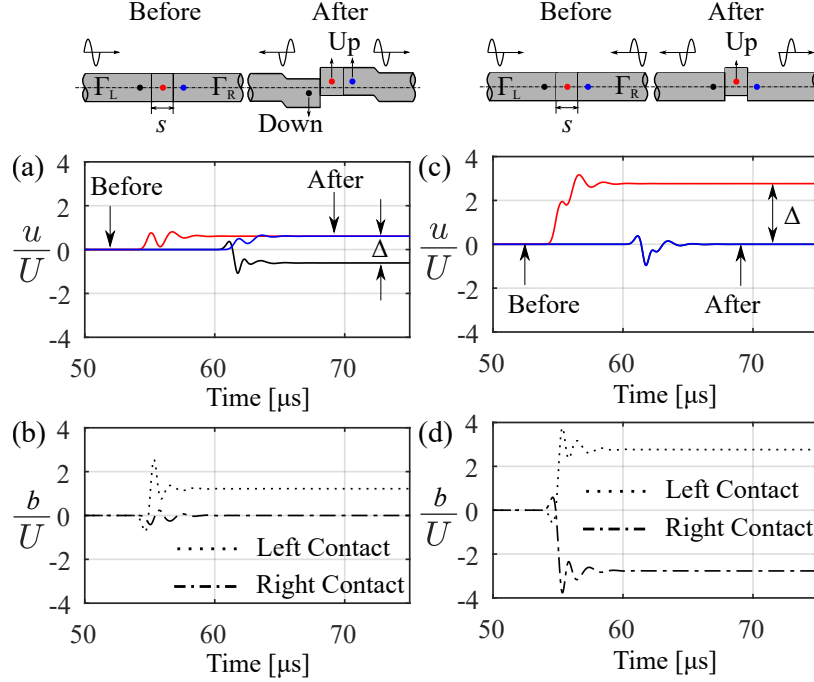 Before After
Up
Γ_L Γ_R
s
Down
Before After
Up
Γ_L Γ_R
s
(a)
4
2
0
-2
-4
u/U
Before
After
Δ
50 60 70
Time [μs]
(c)
4
2
0
-2
-4
u/U
Before
After
Δ
50 60 70
Time [μs]
(b)
4
2
0
-2
-4
b/U
Left Contact
Right Contact
50 60 70
Time [μs]
(d)
4
2
0
-2
-4
b/U
Left Contact
Right Contact
50 60 70
Time [μs]